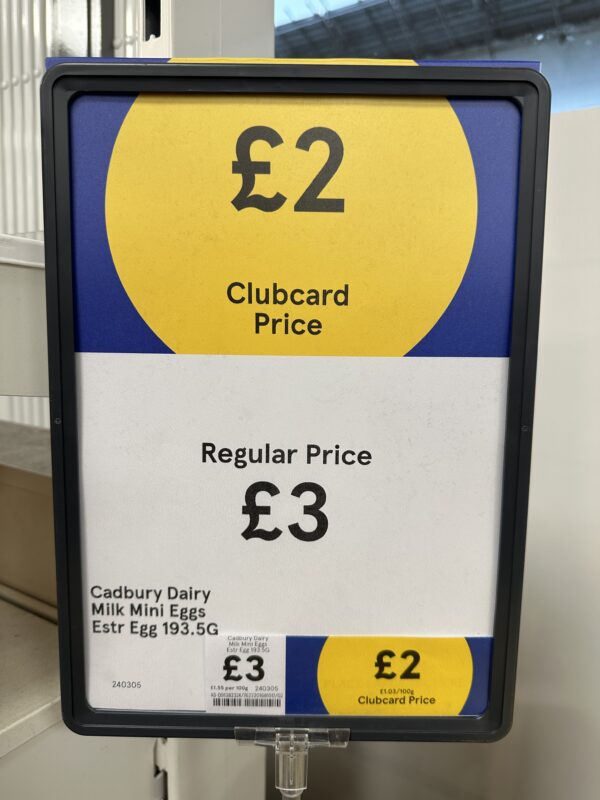 £2
Clubcard
Price
Regular Price
£3
Cadbury Dairy
Milk Mini Eggs
Estr Egg 193.5G
240305
Cadbury Dairy
Milk Mini Eggs
Estr Egg 193.5G
£3
£1.55 per 100g 240305
£2
£1.03/100g
Clubcard Price